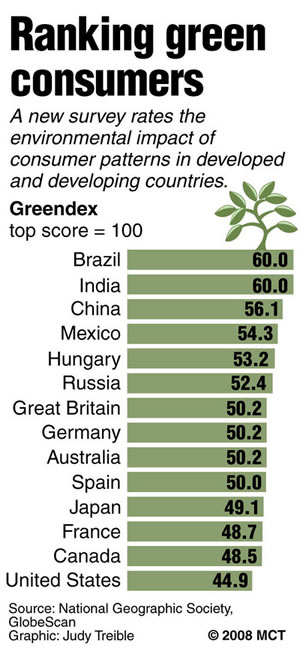 Ranking green
consumers
A new survey rates the
environmental impact of
consumer patterns in developed
and developing countries.
Greendex
top score = 100
Brazil 60.0
India 60.0
China 56.1
Mexico 54.3
Hungary 53.2
Russia 52.4
Great Britain 50.2
Germany 50.2
Australia 50.2
Spain 50.0
Japan 49.1
France 48.7
Canada 48.5
United States 44.9
Source: National Geographic Society,
GlobeScan
Graphic: Judy Treible © 2008 MCT